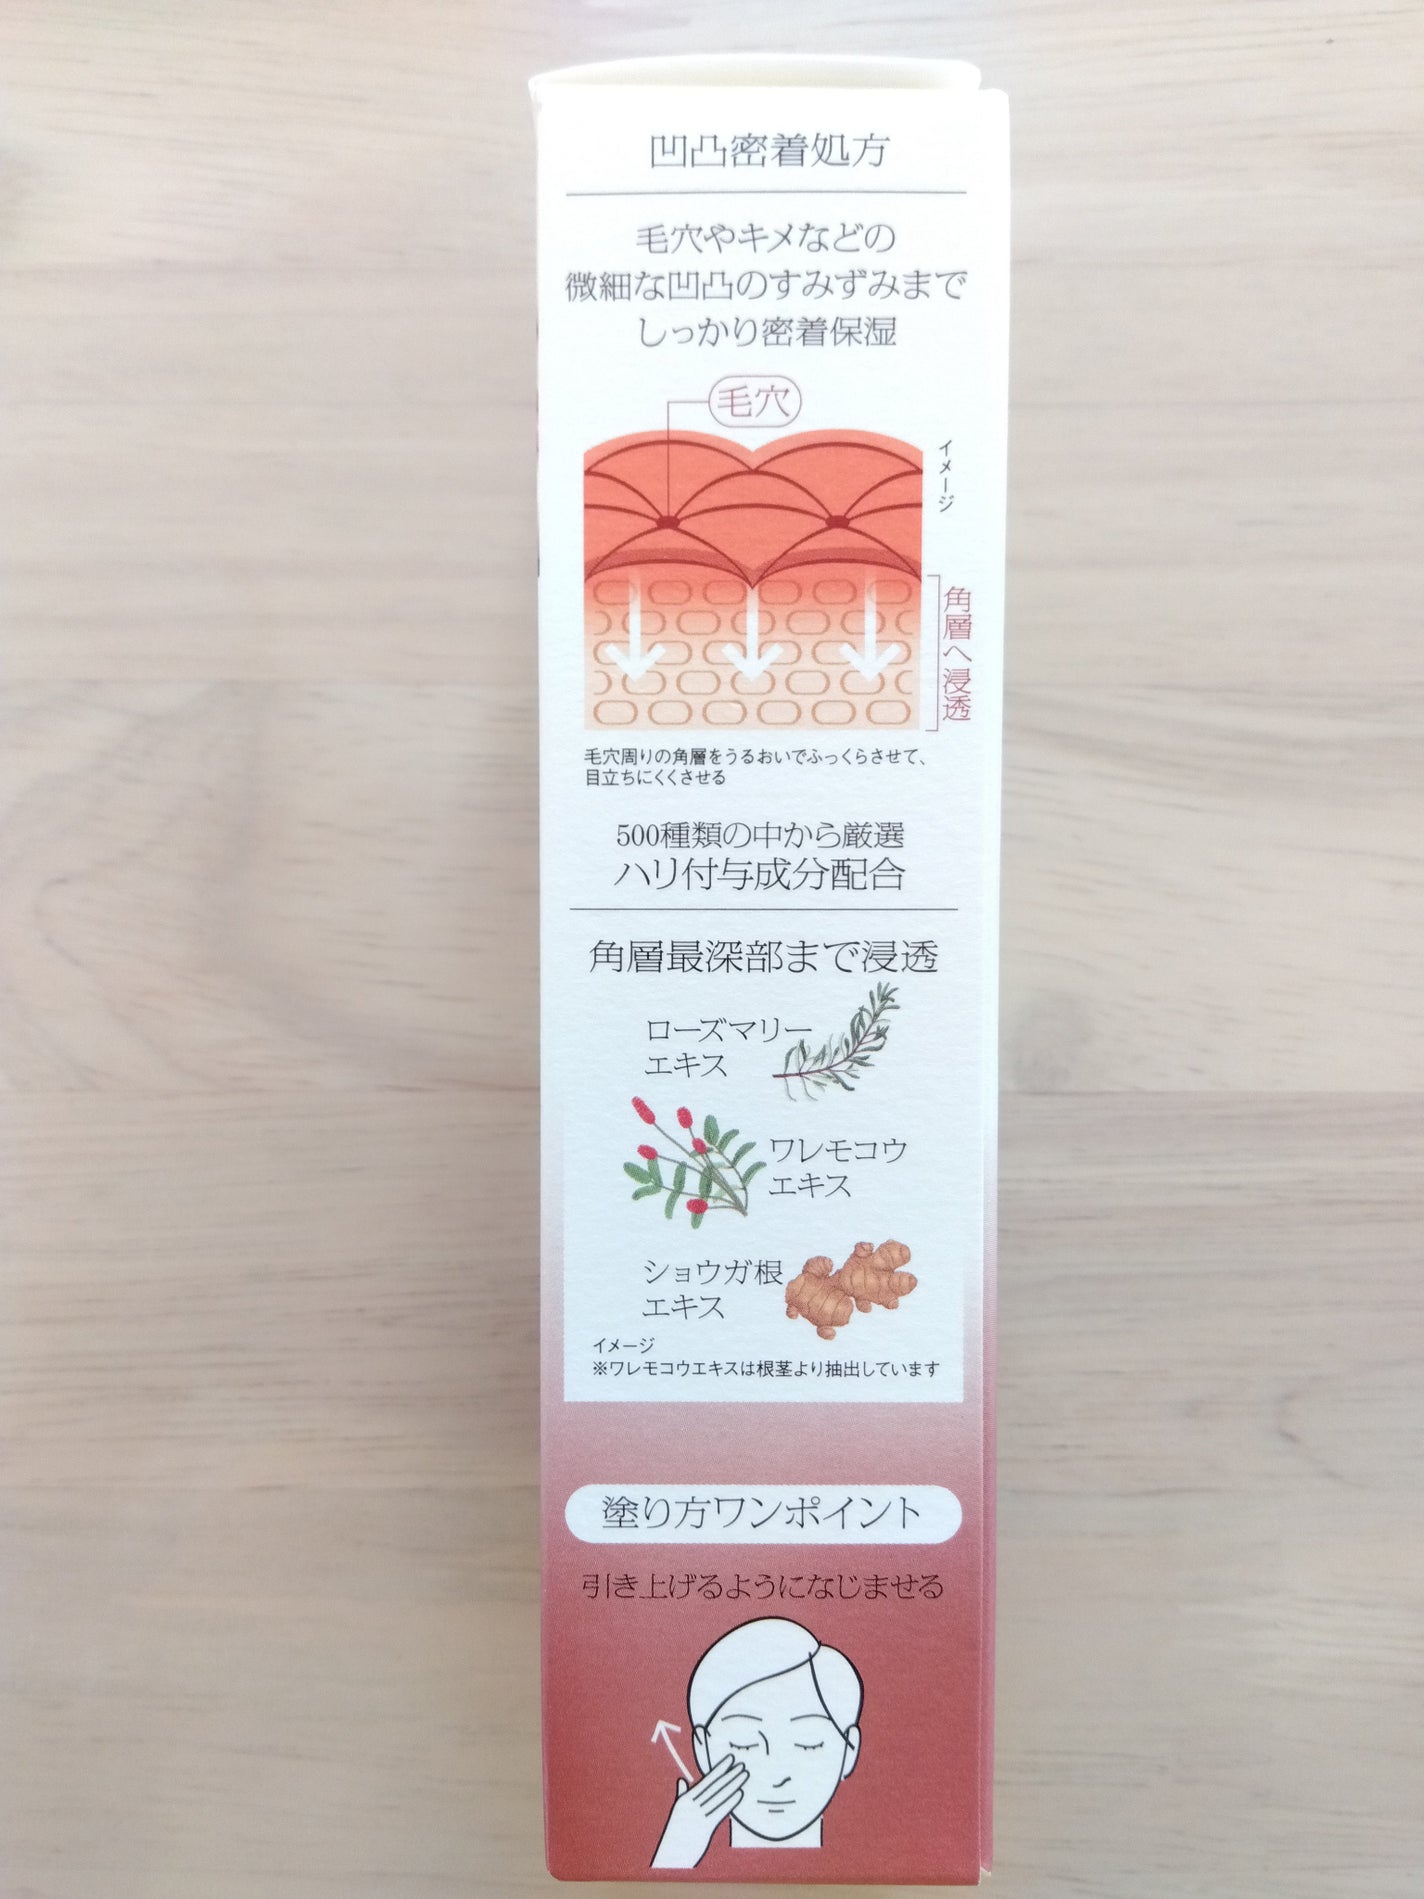 凹凸密着処方
毛穴やキメなどの
微細な凹凸のすみずみまで
しっかり密着保湿
毛穴
イメージ
角層へ浸透
毛穴周りの角層をうるおいでふっくらさせて、
目立ちにくくさせる
500種類の中から厳選
ハリ付与成分配合
角層最深部まで浸透
ローズマリー
エキス
ワレモコウ
エキス
ショウガ根
エキス
イメージ
※ワレモコウエキスは根茎より抽出しています
塗り方ワンポイント
引き上げるようになじませる